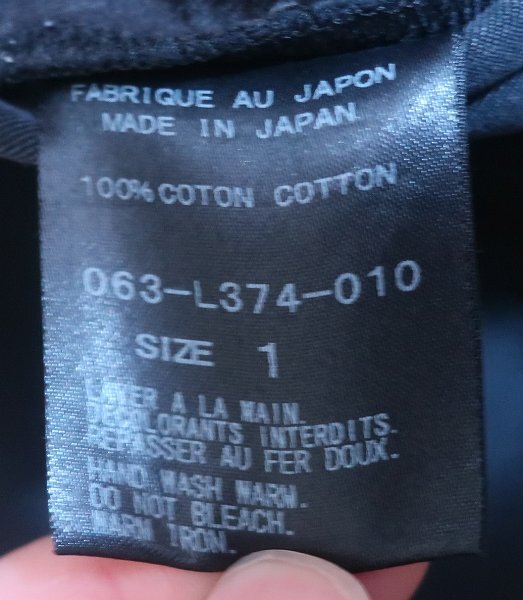 FABRIQUE AU JAPON
MADE IN JAPAN
100% COTON COTTON
063-L374-010
SIZE 1
LAVER A LA MAIN.
DECOLORANTS INTERDITS.
REPASSER AU FER DOUX.
HAND WASH WARM.
DO NOT BLEACH.
WARM IRON.